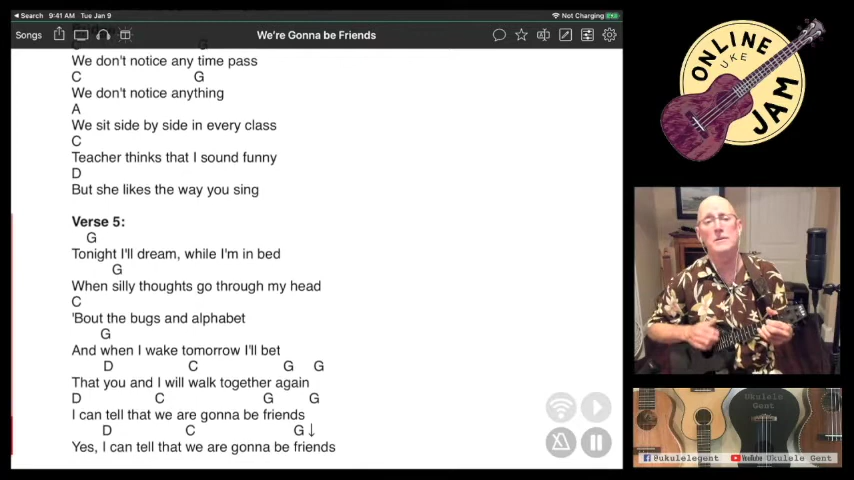 Search 9:41 AM Tue Jan 9
Not Charging
Songs
We're Gonna be Friends
C G
We don't notice any time pass
C G
We don't notice anything
A
We sit side by side in every class
C
Teacher thinks that I sound funny
D
But she likes the way you sing
Verse 5:
G
Tonight I'll dream, while I'm in bed
G
When silly thoughts go through my head
C
'Bout the bugs and alphabet
G
And when I wake tomorrow I'll bet
D C G G
That you and I will walk together again
D C G G
I can tell that we are gonna be friends
D C G↓
Yes, I can tell that we are gonna be friends
ONLINE
UKE
JAM
Ukulele
Gent
@ukulelegent
YouTube Ukulele Gent